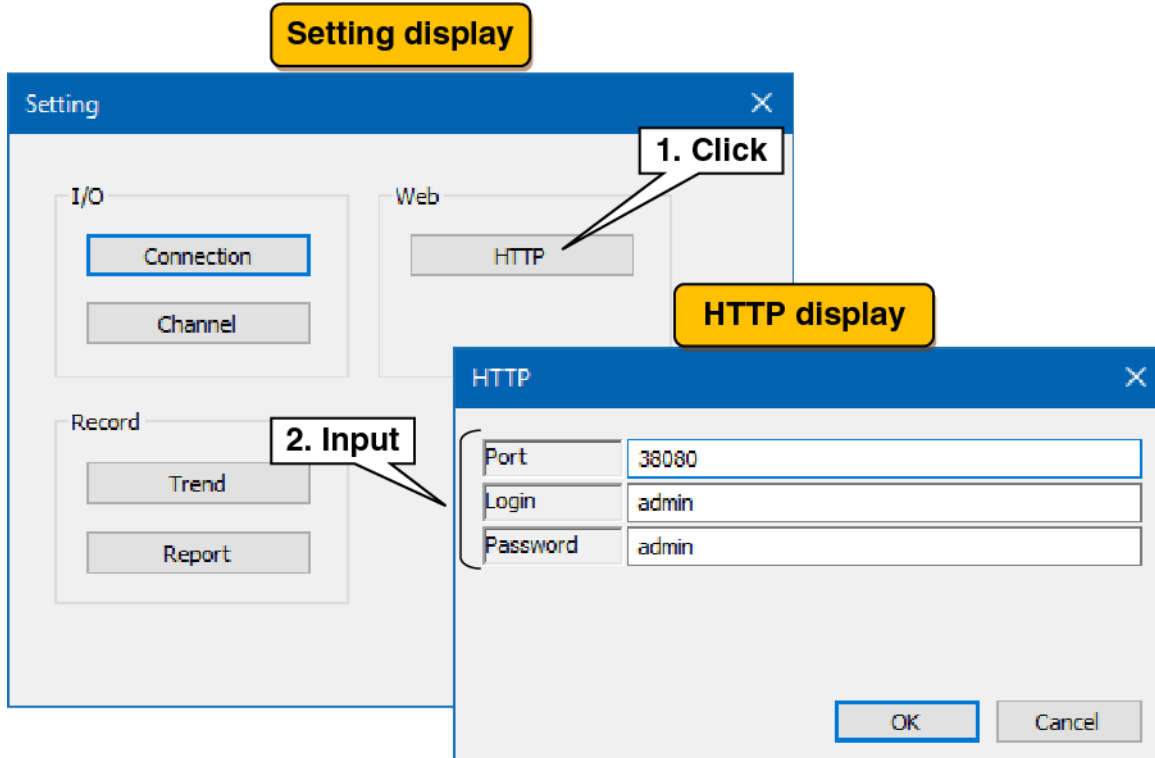 Setting display
Setting
1. Click
I/O
Web
Connection
HTTP
Channel
HTTP display
HTTP
Record
2. Input
Port
38080
Trend
Login
admin
Password
admin
Report
OK
Cancel